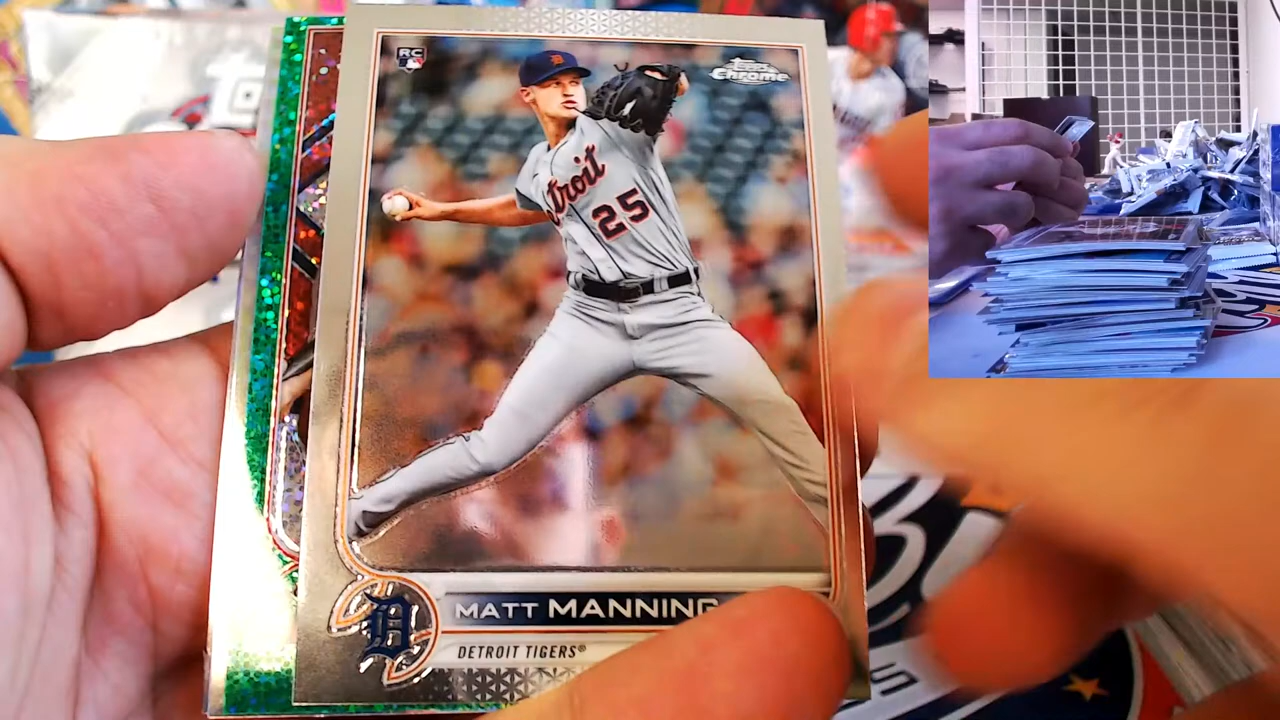 RC
Topps
Chrome
Detroit
25
MATT MANNING
DETROIT TIGERS®